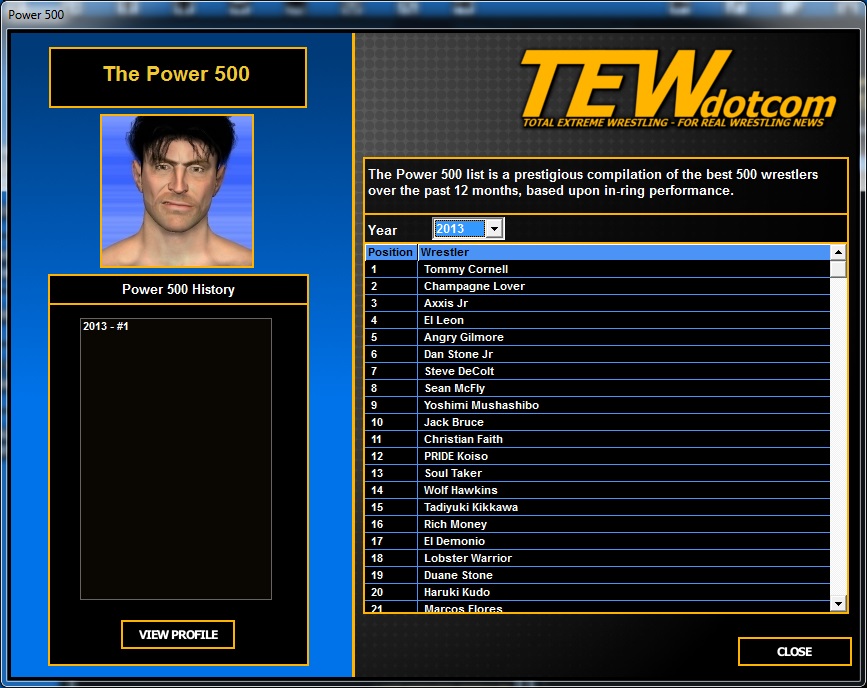 Power 500
The Power 500
Power 500 History
2013 - #1
VIEW PROFILE
TEWdotcom
TOTAL EXTREME WRESTLING - FOR REAL WRESTLING NEWS
The Power 500 list is a prestigious compilation of the best 500 wrestlers
over the past 12 months, based upon in-ring performance.
Year 2013
Position Wrestler
1 Tommy Cornell
2 Champagne Lover
3 Axxis Jr
4 El Leon
5 Angry Gilmore
6 Dan Stone Jr
7 Steve DeColt
8 Sean McFly
9 Yoshimi Mushashibo
10 Jack Bruce
11 Christian Faith
12 PRIDE Koiso
13 Soul Taker
14 Wolf Hawkins
15 Tadiyuki Kikkawa
16 Rich Money
17 El Demonio
18 Lobster Warrior
19 Duane Stone
20 Haruki Kudo
21 Marcos Flores
CLOSE